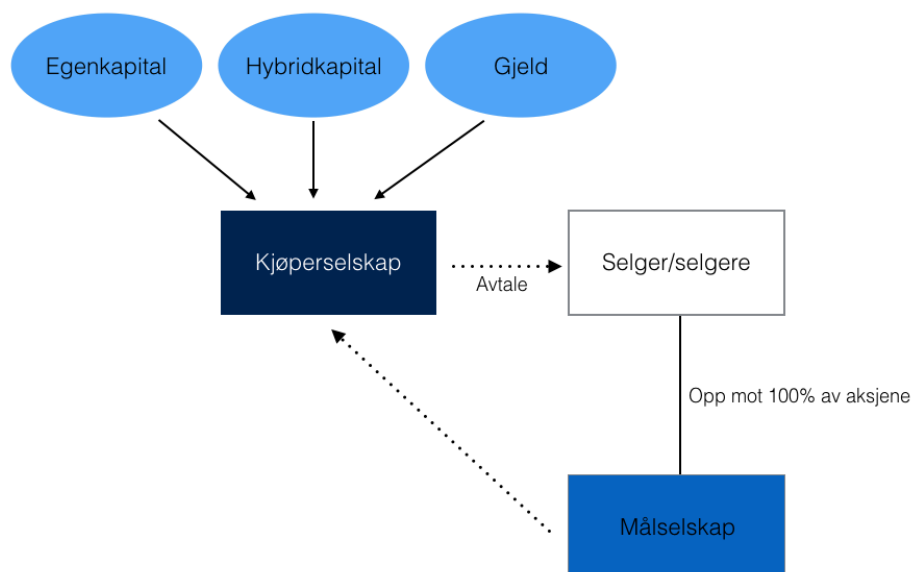 Egenkapital
Hybridkapital
Gjeld
Kjøperselskap
Selger/selgere
Avtale
Opp mot 100% av aksjene
Målselskap